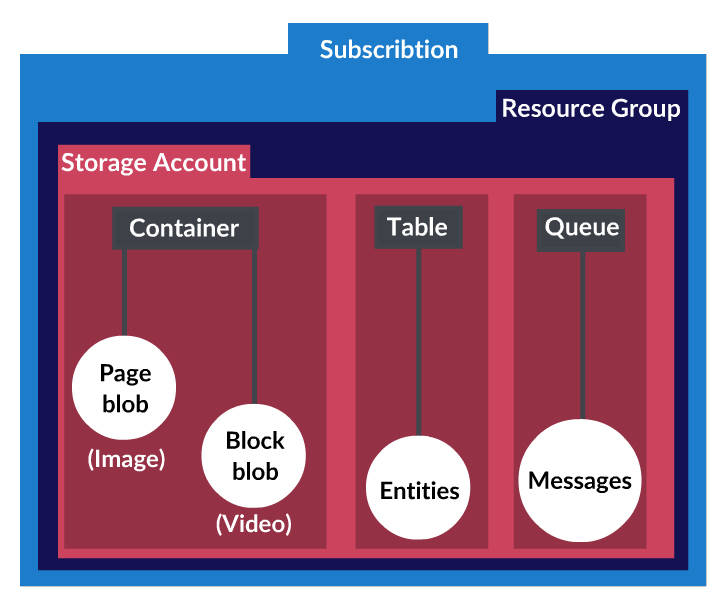 Subscribtion
Resource Group
Storage Account
Container
Table
Queue
Page
blob
(Image)
Block
blob
(Video)
Entities
Messages